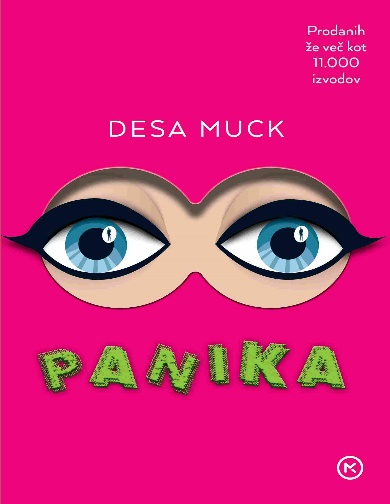 Prodanih
že več kot
11.000
izvodov
DESA MUCK
PANIKA